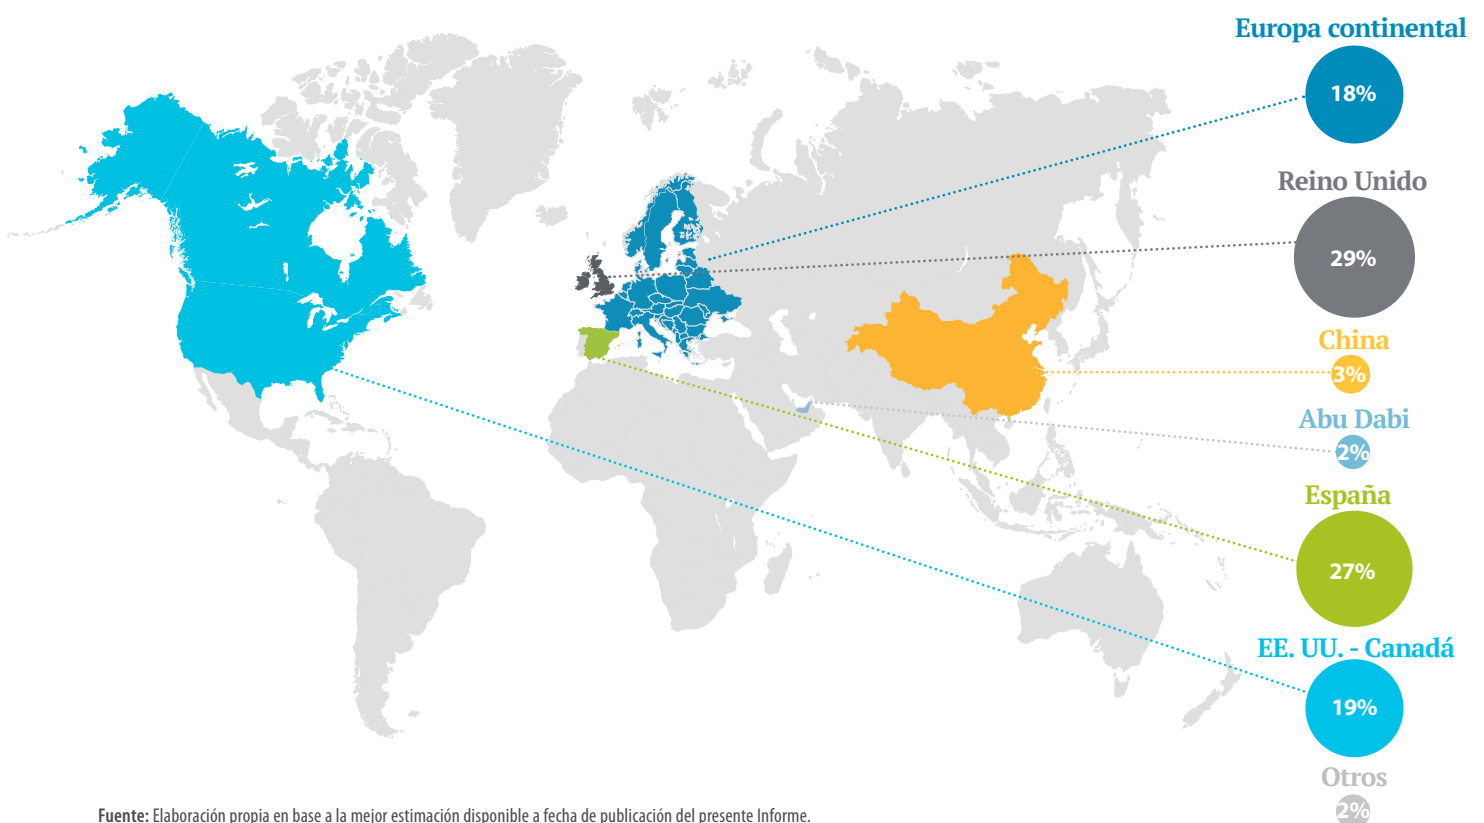 Europa continental
18%
Reino Unido
29%
China
3%
Abu Dabi
2%
España
27%
EE. UU. - Canadá
19%
Otros
2%
Fuente: Elaboración propia en base a la mejor estimación disponible a fecha de publicación del presente Informe.